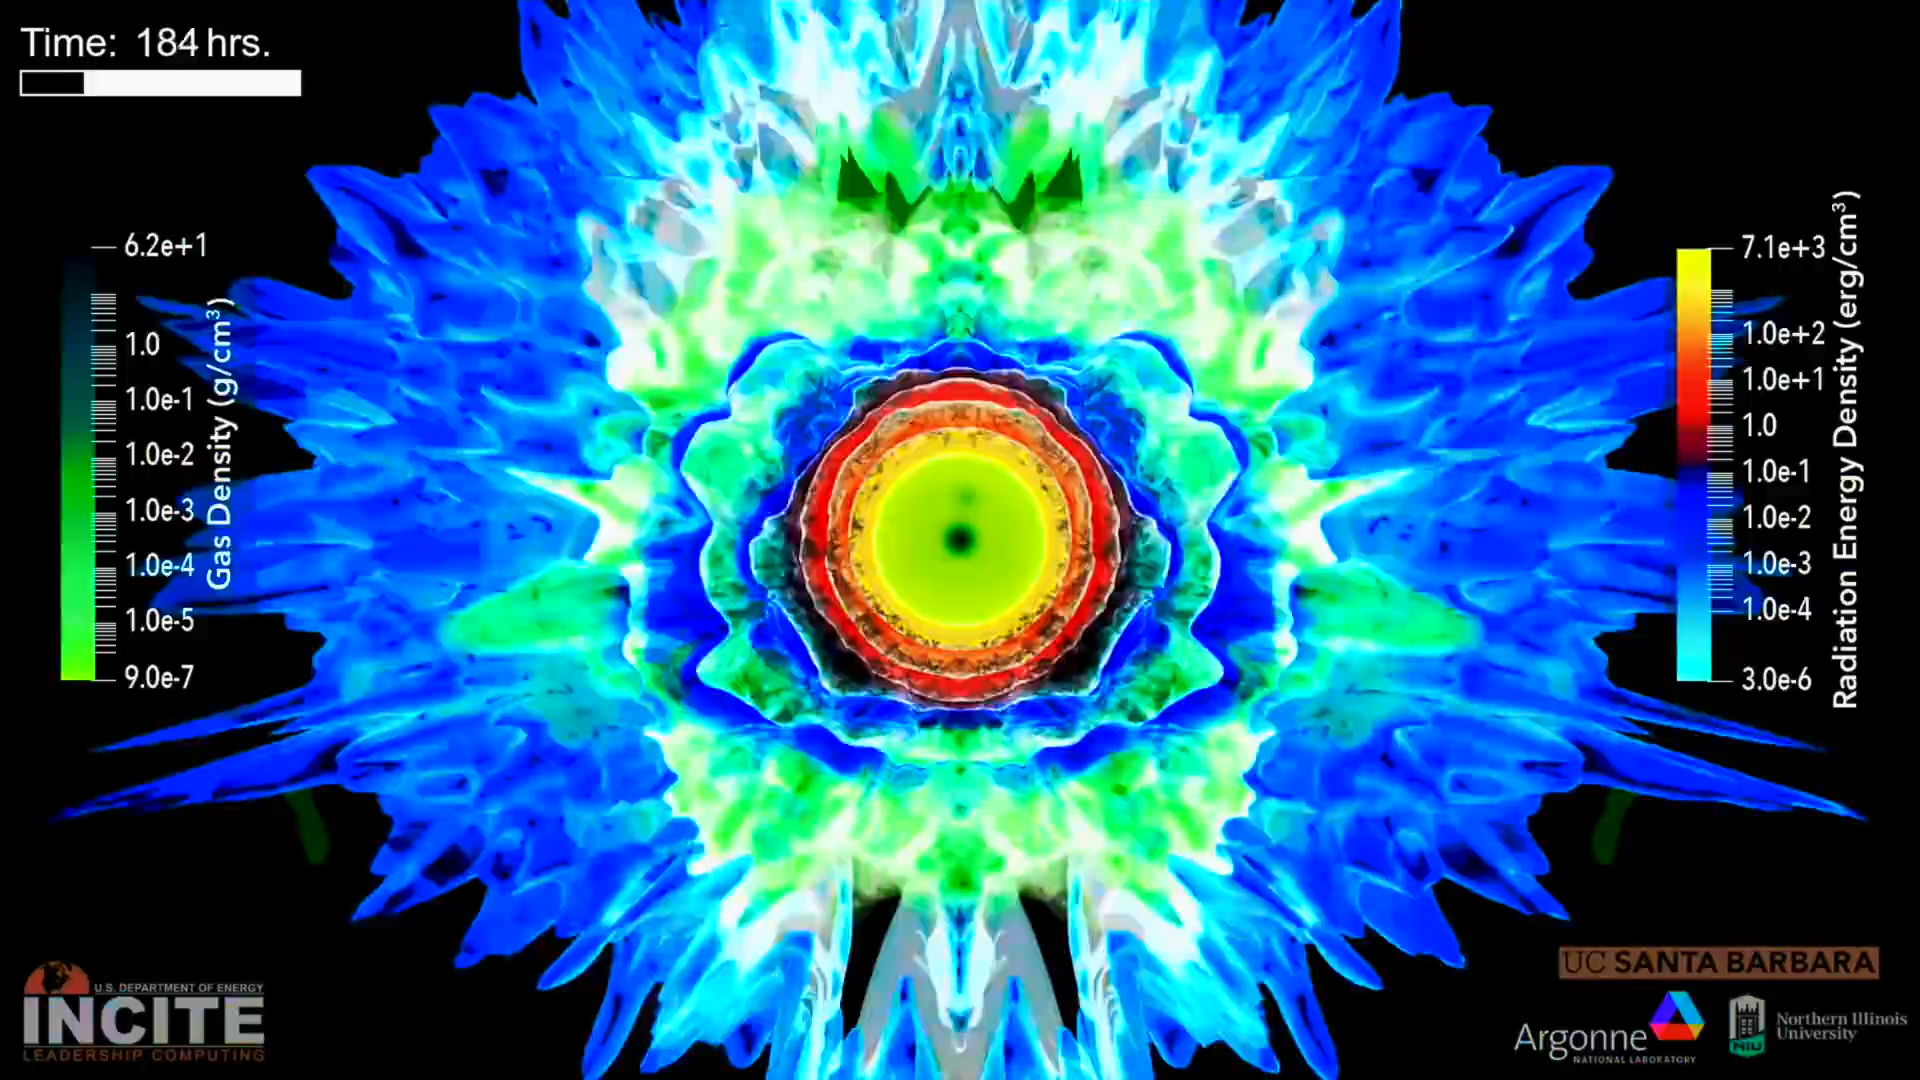 Time: 184 hrs.
6.2e+1
1.0
1.0e-1
1.0e-2
1.0e-3
1.0e-4
1.0e-5
9.0e-7
Gas Density (g/cm³)
7.1e+3
1.0e+2
1.0e+1
1.0
1.0e-1
1.0e-2
1.0e-3
1.0e-4
3.0e-6
Radiation Energy Density (erg/cm³)
U.S. DEPARTMENT OF ENERGY
INCITE
LEADERSHIP COMPUTING
UC SANTA BARBARA
Argonne
NATIONAL LABORATORY
NIU
Northern Illinois
University